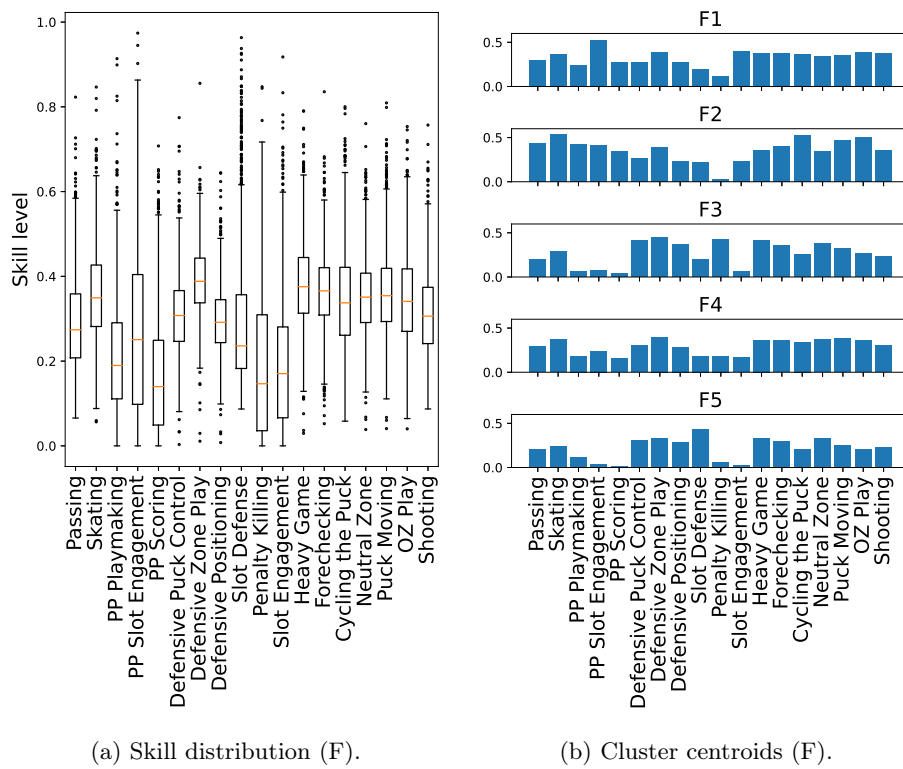 1.0
0.8
0.6
0.4
0.2
0.0
Skill level
Passing
Skating
PP Playmaking
PP Slot Engagement
PP Scoring
Defensive Puck Control
Defensive Zone Play
Defensive Positioning
Slot Defense
Penalty Killing
Slot Engagement
Heavy Game
Forechecking
Cycling the Puck
Neutral Zone
Puck Moving
OZ Play
Shooting
(a) Skill distribution (F).
F1
0.5
0.0
F2
0.5
0.0
F3
0.5
0.0
F4
0.5
0.0
F5
0.5
0.0
Passing
Skating
PP Playmaking
PP Slot Engagement
PP Scoring
Defensive Puck Control
Defensive Zone Play
Defensive Positioning
Slot Defense
Penalty Killing
Slot Engagement
Heavy Game
Forechecking
Cycling the Puck
Neutral Zone
Puck Moving
OZ Play
Shooting
(b) Cluster centroids (F).